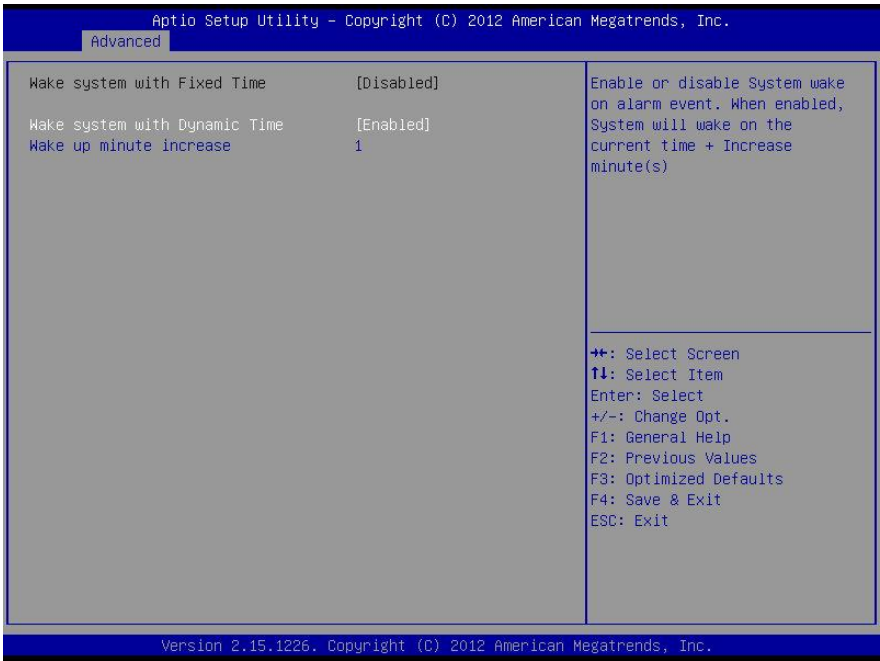 Aptio Setup Utility – Copyright (C) 2012 American Megatrends, Inc.
Advanced
Wake system with Fixed Time [Disabled]
Wake system with Dynamic Time [Enabled]
Wake up minute increase 1
Enable or disable System wake
on alarm event. When enabled,
System will wake on the
current time + Increase
minute(s)
→←: Select Screen
↑↓: Select Item
Enter: Select
+/-: Change Opt.
F1: General Help
F2: Previous Values
F3: Optimized Defaults
F4: Save & Exit
ESC: Exit
Version 2.15.1226. Copyright (C) 2012 American Megatrends, Inc.